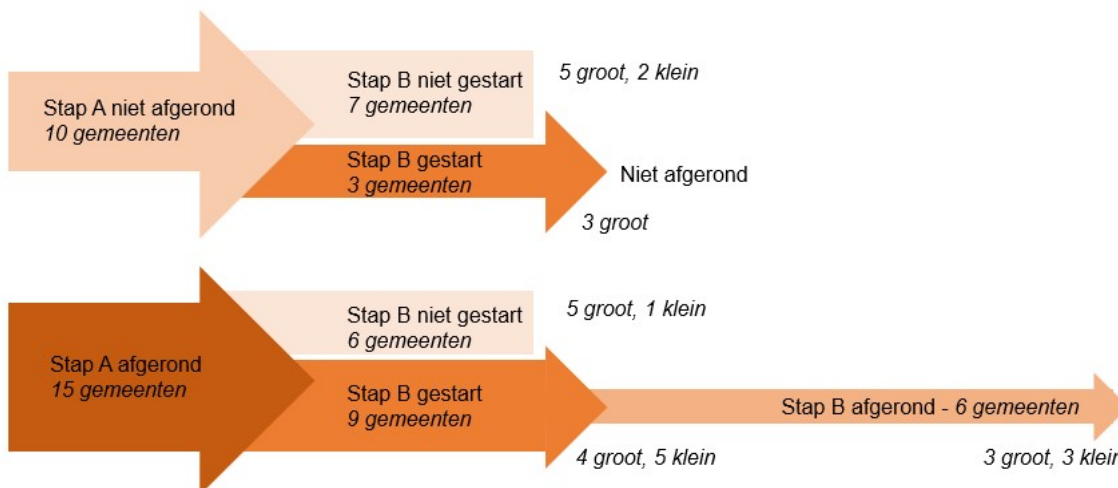 Stap B niet gestart
7 gemeenten
5 groot, 2 klein
Stap A niet afgerond
10 gemeenten
Stap B gestart
3 gemeenten
Niet afgerond
3 groot
Stap B niet gestart
6 gemeenten
5 groot, 1 klein
Stap A afgerond
15 gemeenten
Stap B gestart
9 gemeenten
Stap B afgerond - 6 gemeenten
4 groot, 5 klein
3 groot, 3 klein